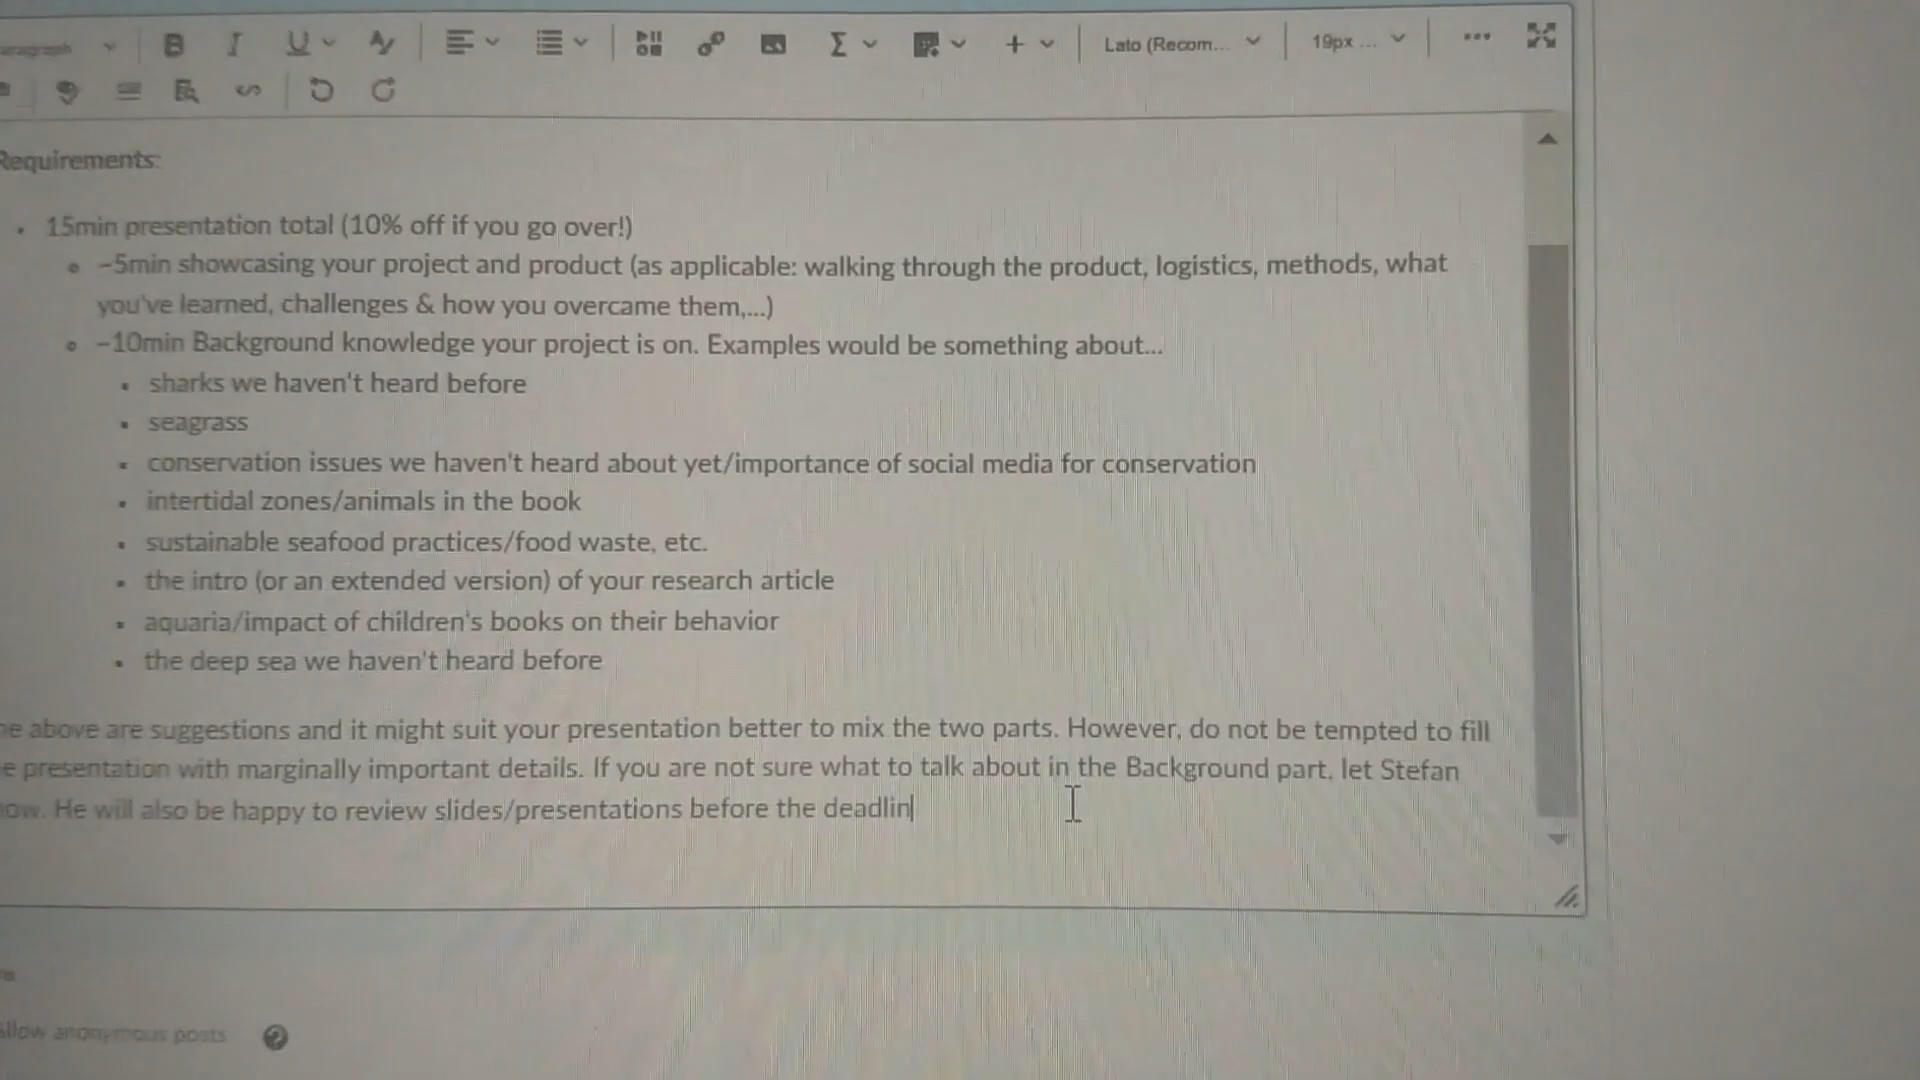 Lato (Recom...
19px ...
Requirements:
15min presentation total (10% off if you go over!)
~5min showcasing your project and product (as applicable: walking through the product, logistics, methods, what
you've learned, challenges & how you overcame them,...)
~10min Background knowledge your project is on. Examples would be something about...
sharks we haven't heard before
seagrass
conservation issues we haven't heard about yet/importance of social media for conservation
intertidal zones/animals in the book
sustainable seafood practices/food waste, etc.
the intro (or an extended version) of your research article
aquaria/impact of children's books on their behavior
the deep sea we haven't heard before
he above are suggestions and it might suit your presentation better to mix the two parts. However, do not be tempted to fill
e presentation with marginally important details. If you are not sure what to talk about in the Background part, let Stefan
ow. He will also be happy to review slides/presentations before the deadlin
allow anonymous posts